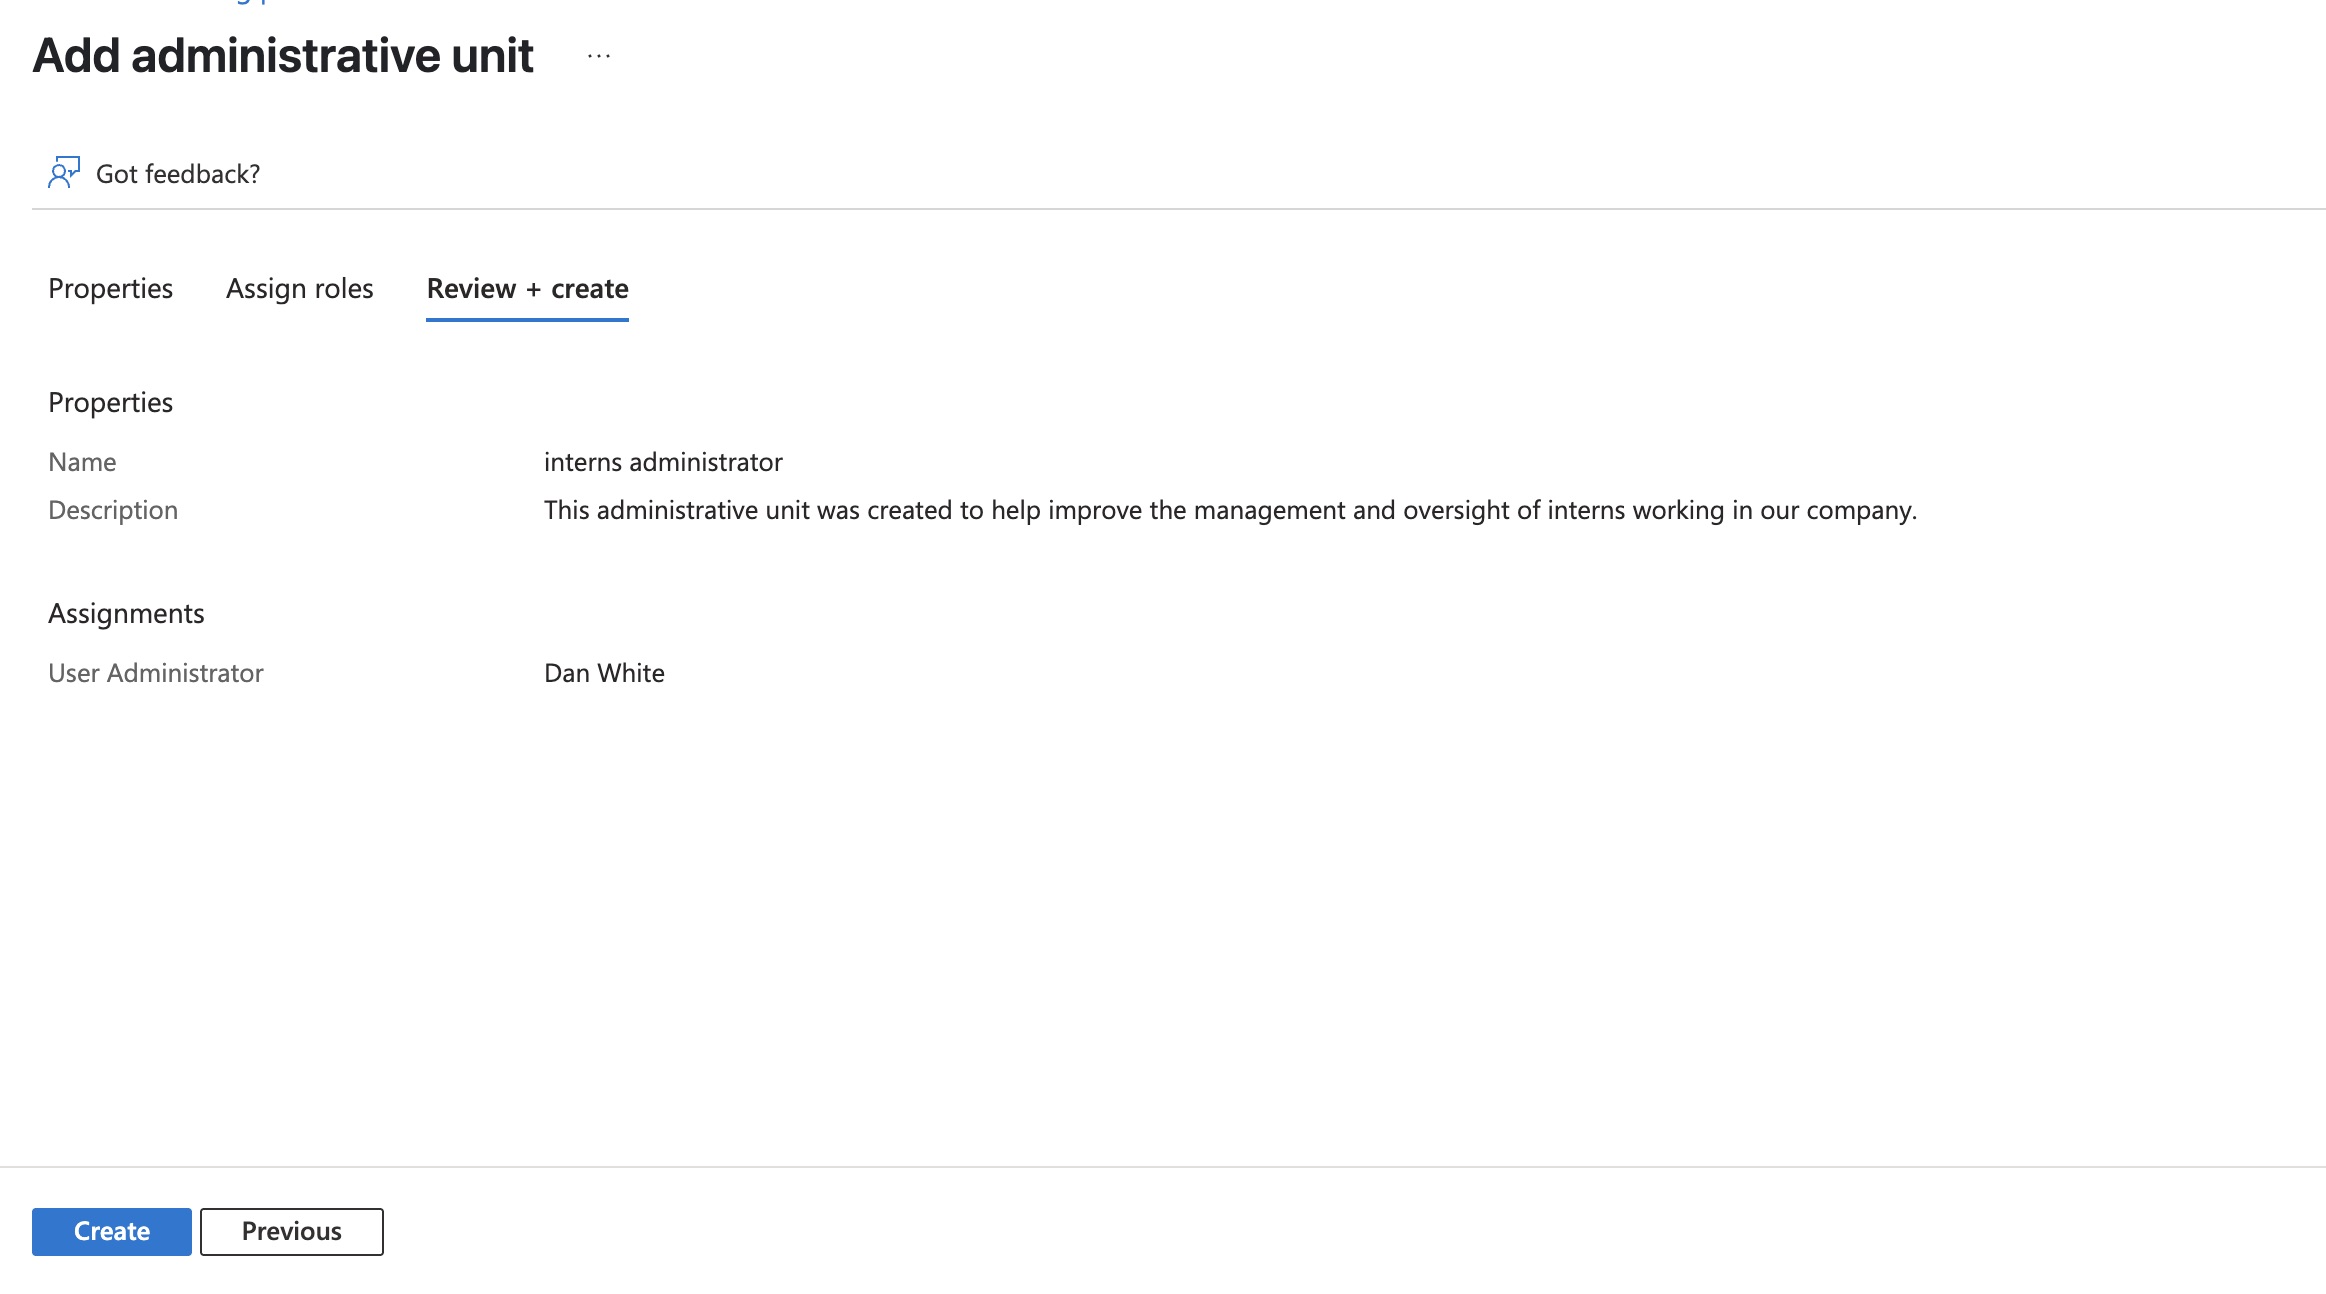 Add administrative unit ...
Got feedback?
Properties Assign roles Review + create
Properties
Name interns administrator
Description This administrative unit was created to help improve the management and oversight of interns working in our company.
Assignments
User Administrator Dan White
Create Previous